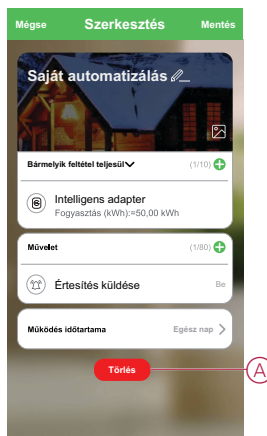 Mégse Szerkesztés Mentés
Saját automatizálás
Bármelyik feltétel teljesül (1/10)
Intelligens adapter
Fogyasztás (kWh):=50,00 kWh
Művelet (1/80)
Értesítés küldése Be
Működés időtartama Egész nap
Törlés
A